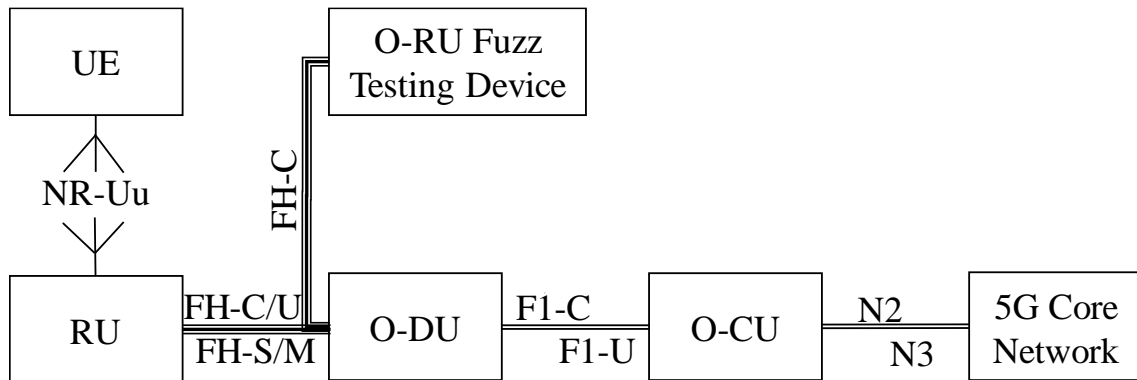 UE
O-RU Fuzz
Testing Device
NR-Uu
FH-C
RU
FH-C/U
FH-S/M
O-DU
F1-C
F1-U
O-CU
N2
N3
5G Core
Network